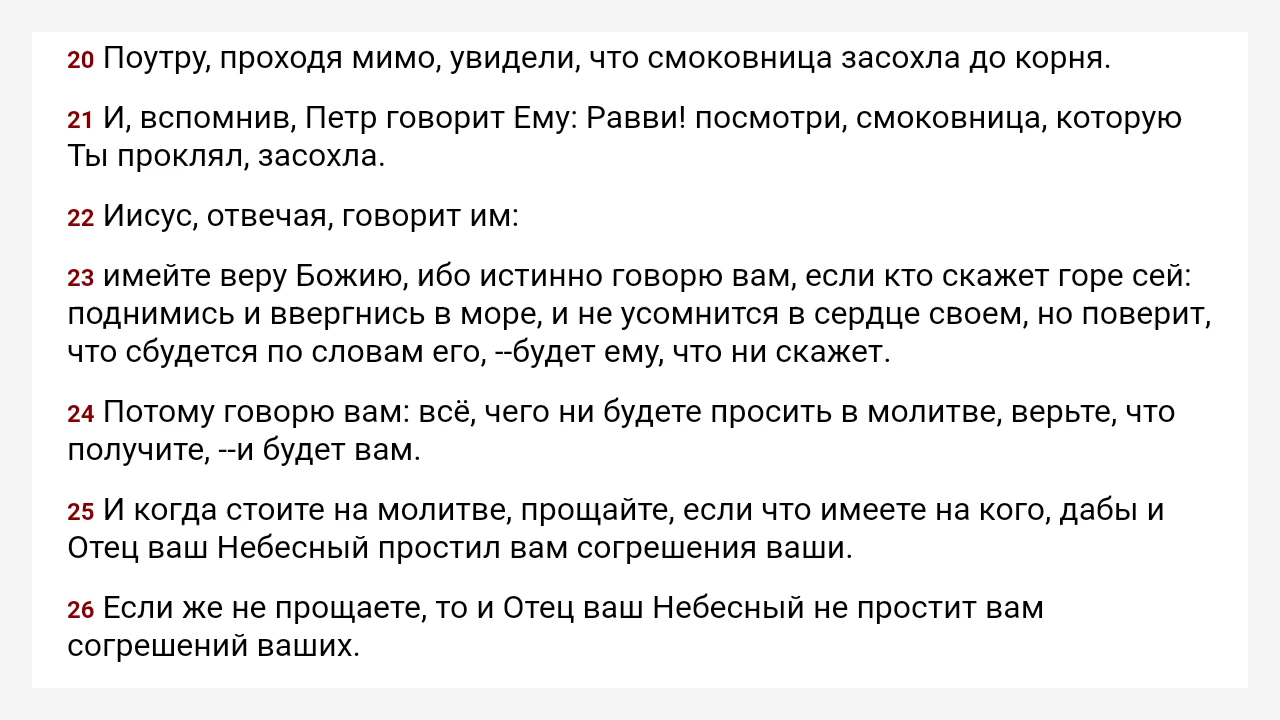 20 Поутру, проходя мимо, увидели, что смоковница засохла до корня.
21 И, вспомнив, Петр говорит Ему: Равви! посмотри, смоковница, которую
Ты проклял, засохла.
22 Иисус, отвечая, говорит им:
23 имейте веру Божию, ибо истинно говорю вам, если кто скажет горе сей:
поднимись и ввергнись в море, и не усомнится в сердце своем, но поверит,
что сбудется по словам его, --будет ему, что ни скажет.
24 Потому говорю вам: всё, чего ни будете просить в молитве, верьте, что
получите, --и будет вам.
25 И когда стоите на молитве, прощайте, если что имеете на кого, дабы и
Отец ваш Небесный простил вам согрешения ваши.
26 Если же не прощаете, то и Отец ваш Небесный не простит вам
согрешений ваших.